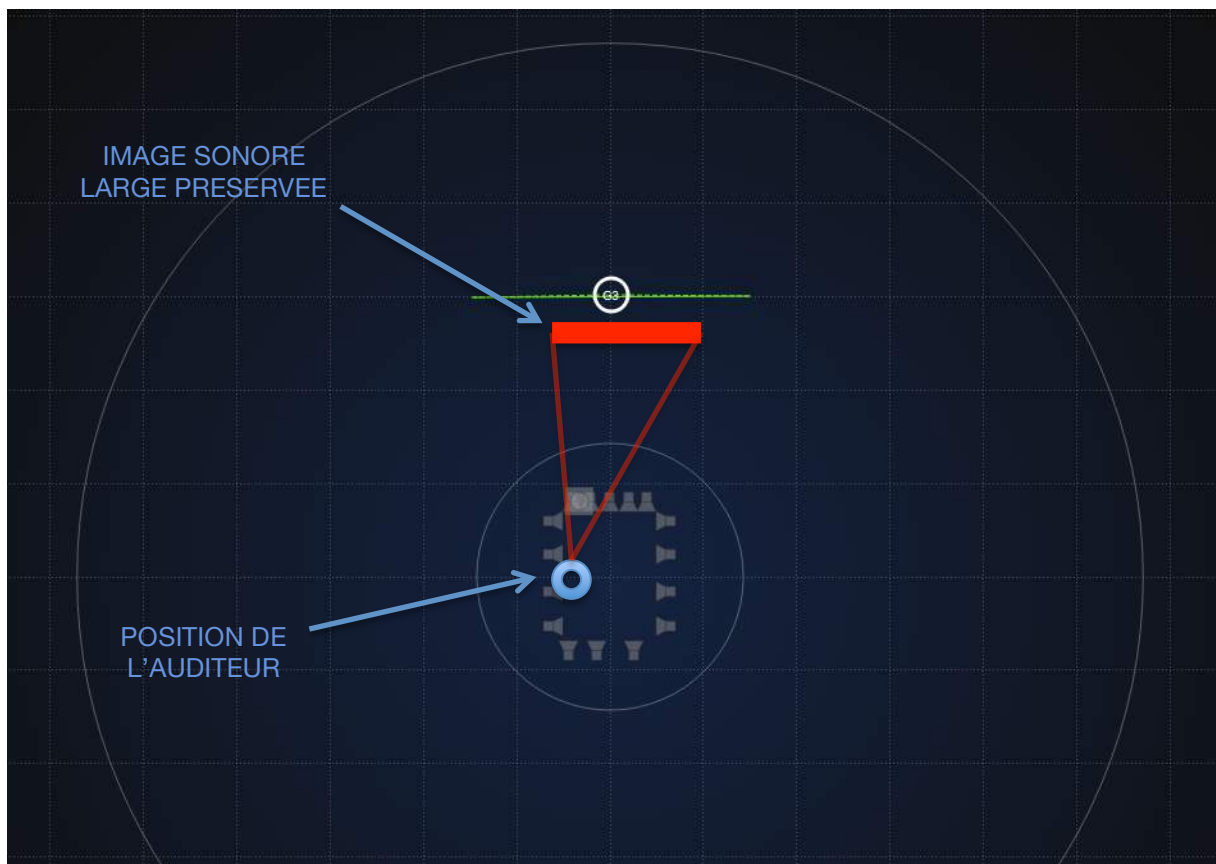 IMAGE SONORE
LARGE PRESERVEE
G3
POSITION DE
L’AUDITEUR